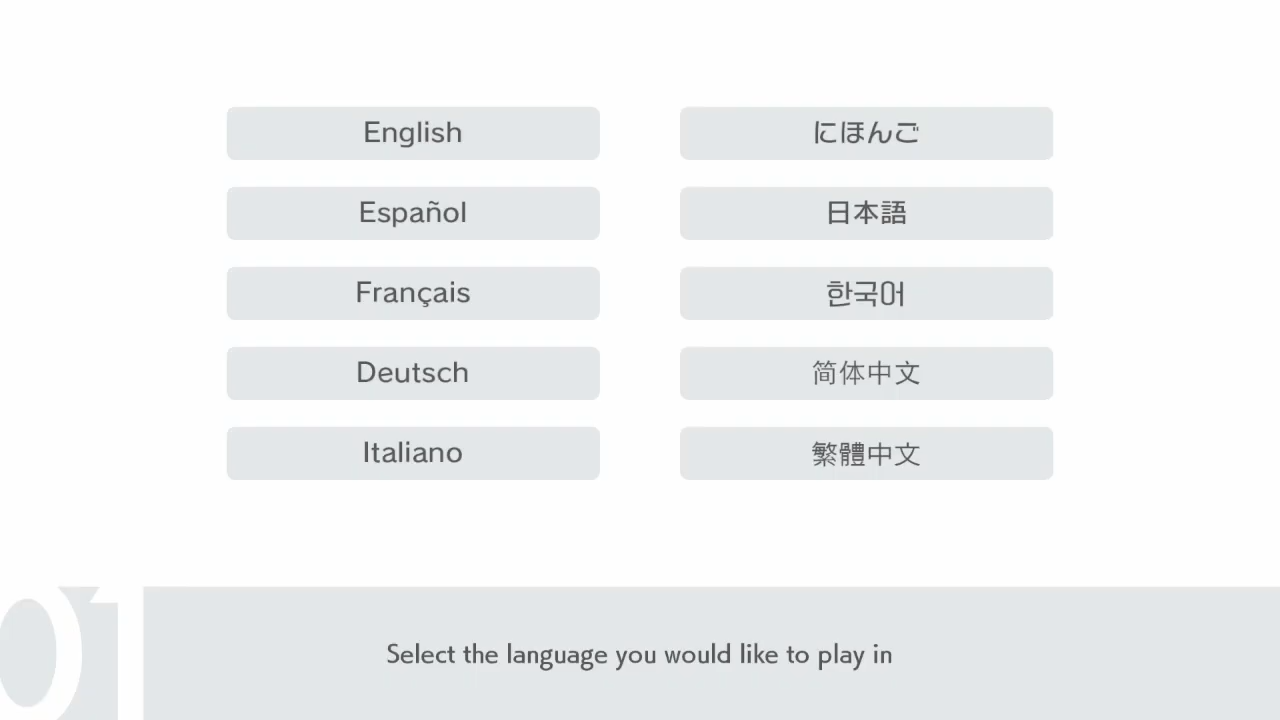 English
Español
Français
Deutsch
Italiano
にほんご
日本語
한국어
简体中文
繁體中文
01
Select the language you would like to play in